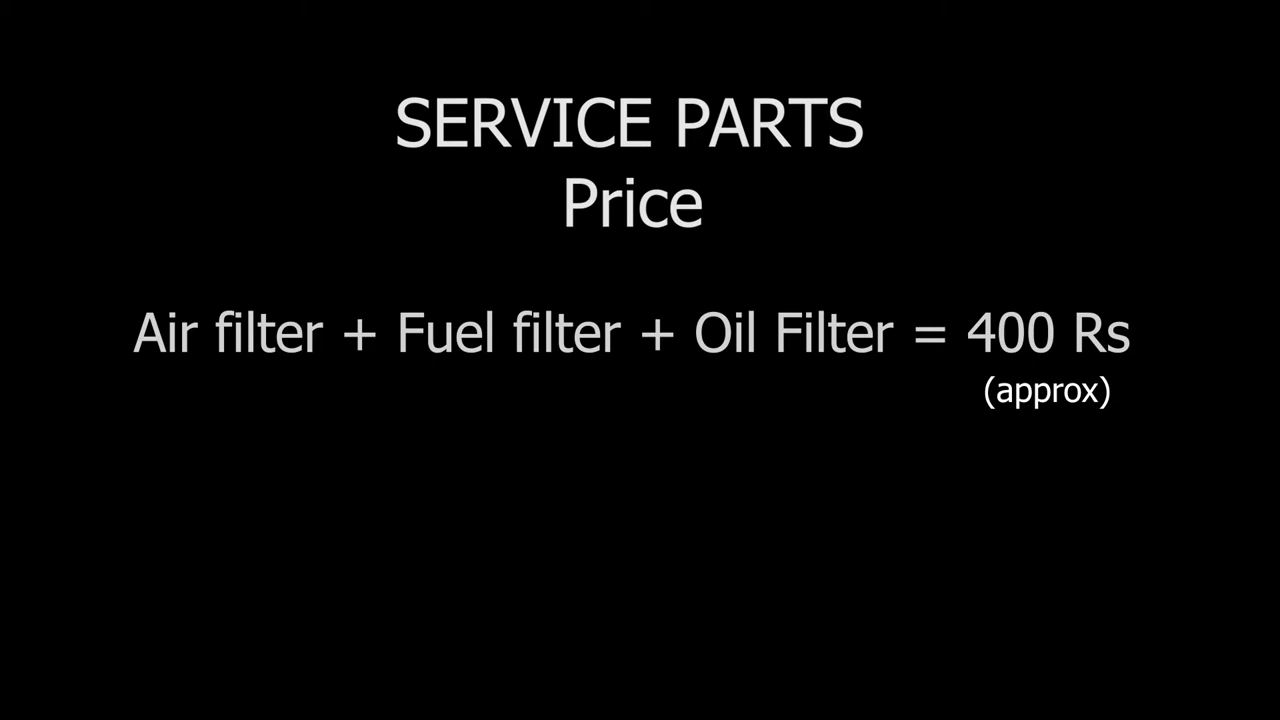 SERVICE PARTS
Price
Air filter + Fuel filter + Oil Filter = 400 Rs
(approx)